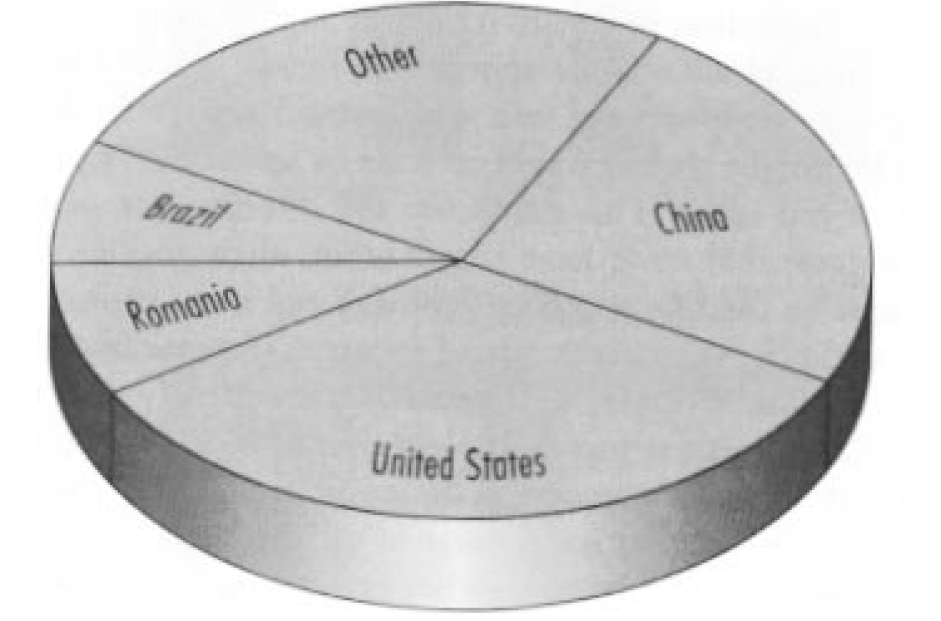 Other
Brazil
China
Romania
United States